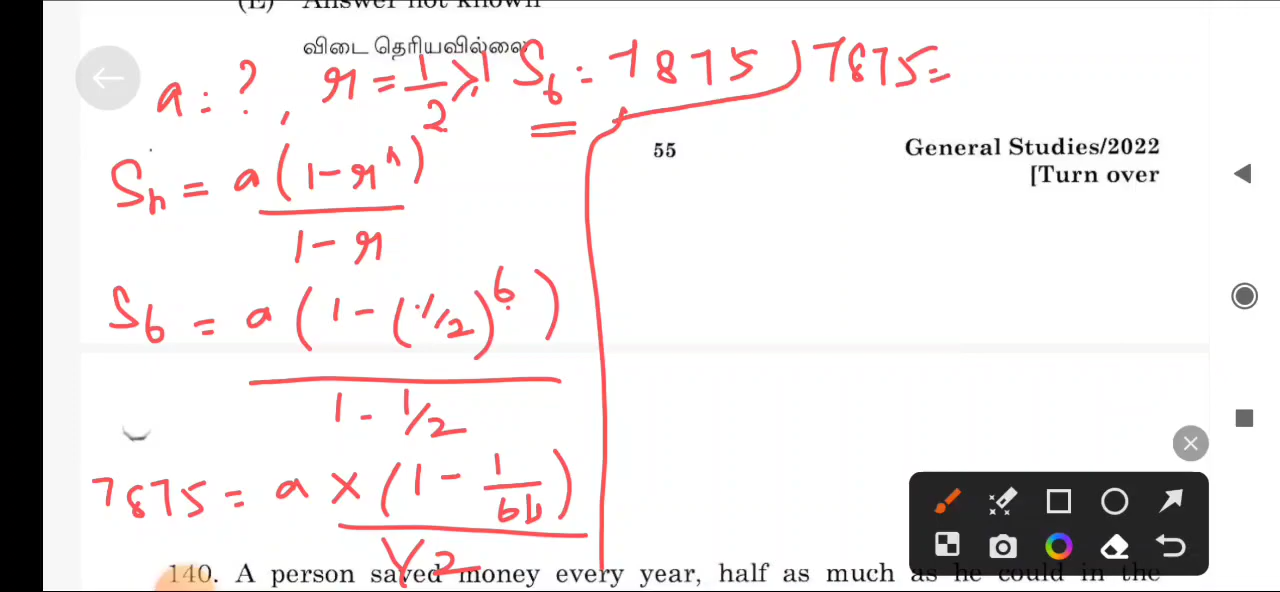 (E) Answer not known
விடை தெரியவில்லை
a = ?, r = 1/2 > 1 S6 = 7875 ) 7875 =
55
General Studies/2022
[Turn over
Sn = a(1-r^n) / 1-r
S6 = a(1-(1/2)^6) / 1-1/2
7875 = a × (1-1/64) / 1/2
140. A person saved money every year, half as much as he could in the